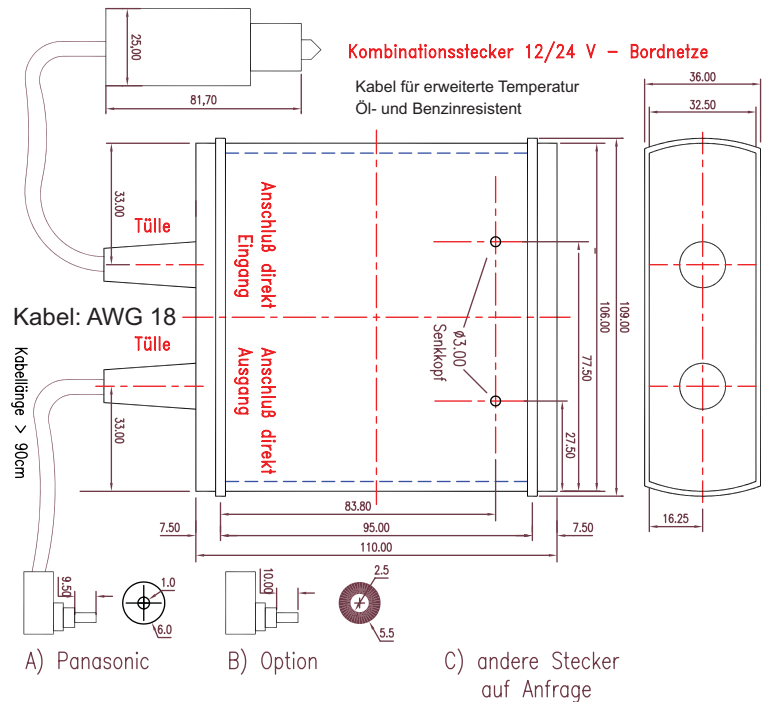 25,00
81,70
Kombinationsstecker 12/24 V – Bordnetze
Kabel für erweiterte Temperatur
Öl- und Benzinresistent
36.00
32.50
33.00
Tülle
Anschluß direkt
Eingang
Kabel: AWG 18
Tülle
Anschluß direkt
Ausgang
ø3.00
Senkkopf
77.50
106.00
109.00
27.50
33.00
Kabellänge > 90cm
83.80
7.50
95.00
7.50
110.00
16.25
9.50
1.0
6.0
10.00
2.5
5.5
A) Panasonic
B) Option
C) andere Stecker
auf Anfrage